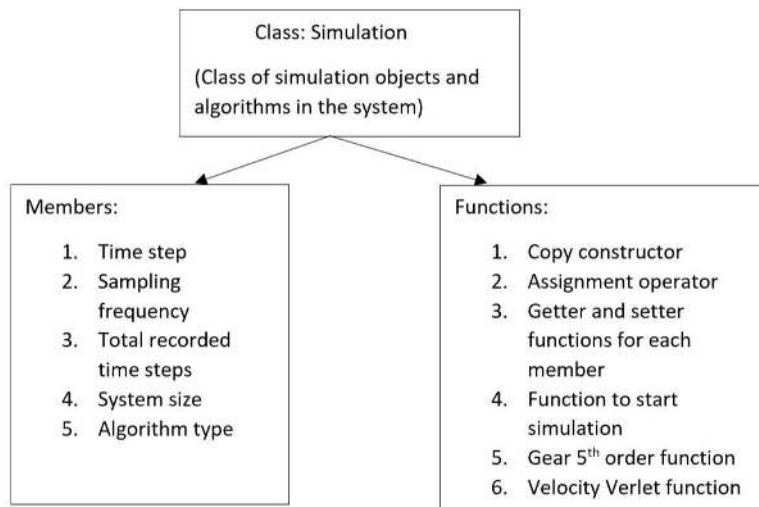 Class: Simulation
(Class of simulation objects and
algorithms in the system)
Members:
1. Time step
2. Sampling
frequency
3. Total recorded
time steps
4. System size
5. Algorithm type
Functions:
1. Copy constructor
2. Assignment operator
3. Getter and setter
functions for each
member
4. Function to start
simulation
5. Gear 5th order function
6. Velocity Verlet function